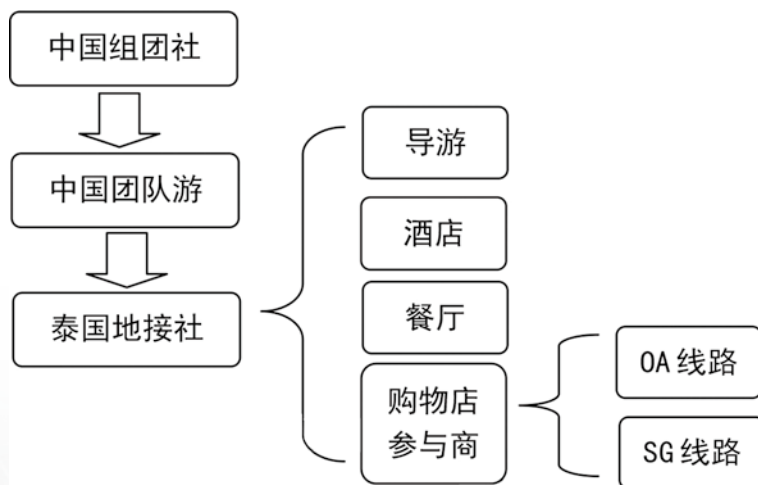 中国组团社
中国团队游
泰国地接社
导游
酒店
餐厅
购物店
参与商
OA 线路
SG 线路